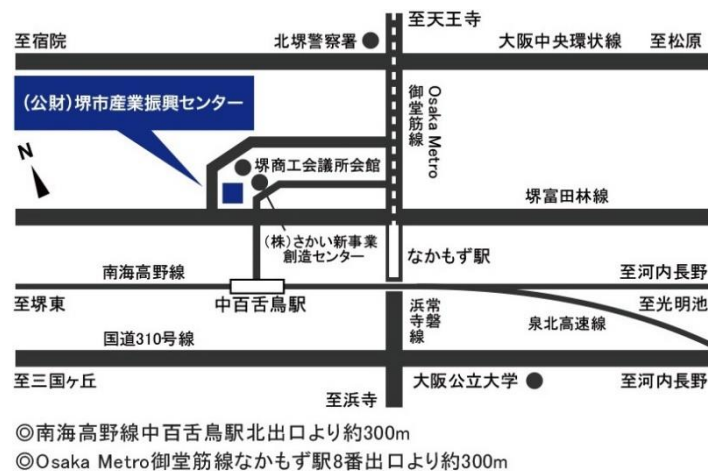 至天王寺
至宿院
北堺警察署
大阪中央環状線
至松原
(公財)堺市産業振興センター
Osaka Metro
御堂筋線
N
堺商工会議所会館
堺富田林線
(株)さかい新事業
創造センター
なかもず駅
南海高野線
至河内長野
至堺東
中百舌鳥駅
常磐
浜寺線
至光明池
泉北高速線
国道310号線
至三国ヶ丘
大阪公立大学
至河内長野
至浜寺
◎南海高野線中百舌鳥駅北出口より約300m
◎Osaka Metro御堂筋線なかもず駅8番出口より約300m